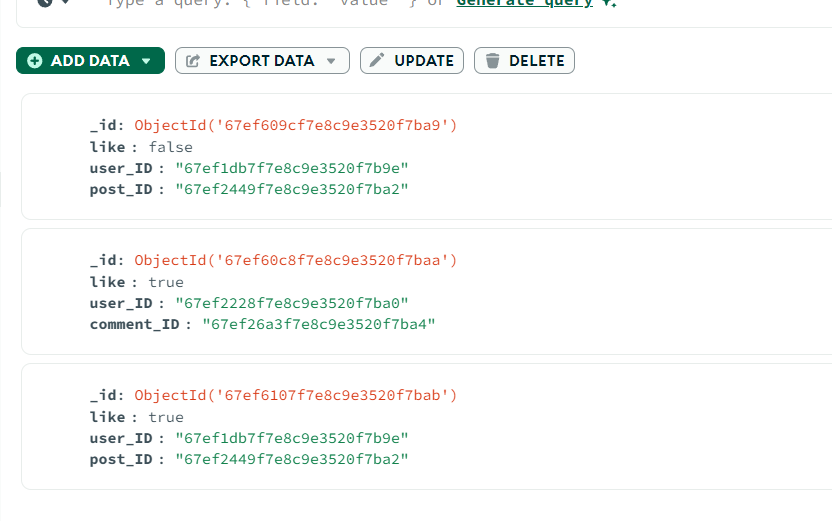 Type a query: { field: 'value' } or Generate query
ADD DATA EXPORT DATA UPDATE DELETE
_id: ObjectId('67ef609cf7e8c9e3520f7ba9')
like : false
user_ID : "67ef1db7f7e8c9e3520f7b9e"
post_ID : "67ef2449f7e8c9e3520f7ba2"
_id: ObjectId('67ef60c8f7e8c9e3520f7baa')
like : true
user_ID : "67ef2228f7e8c9e3520f7ba0"
comment_ID : "67ef26a3f7e8c9e3520f7ba4"
_id: ObjectId('67ef6107f7e8c9e3520f7bab')
like : true
user_ID : "67ef1db7f7e8c9e3520f7b9e"
post_ID : "67ef2449f7e8c9e3520f7ba2"